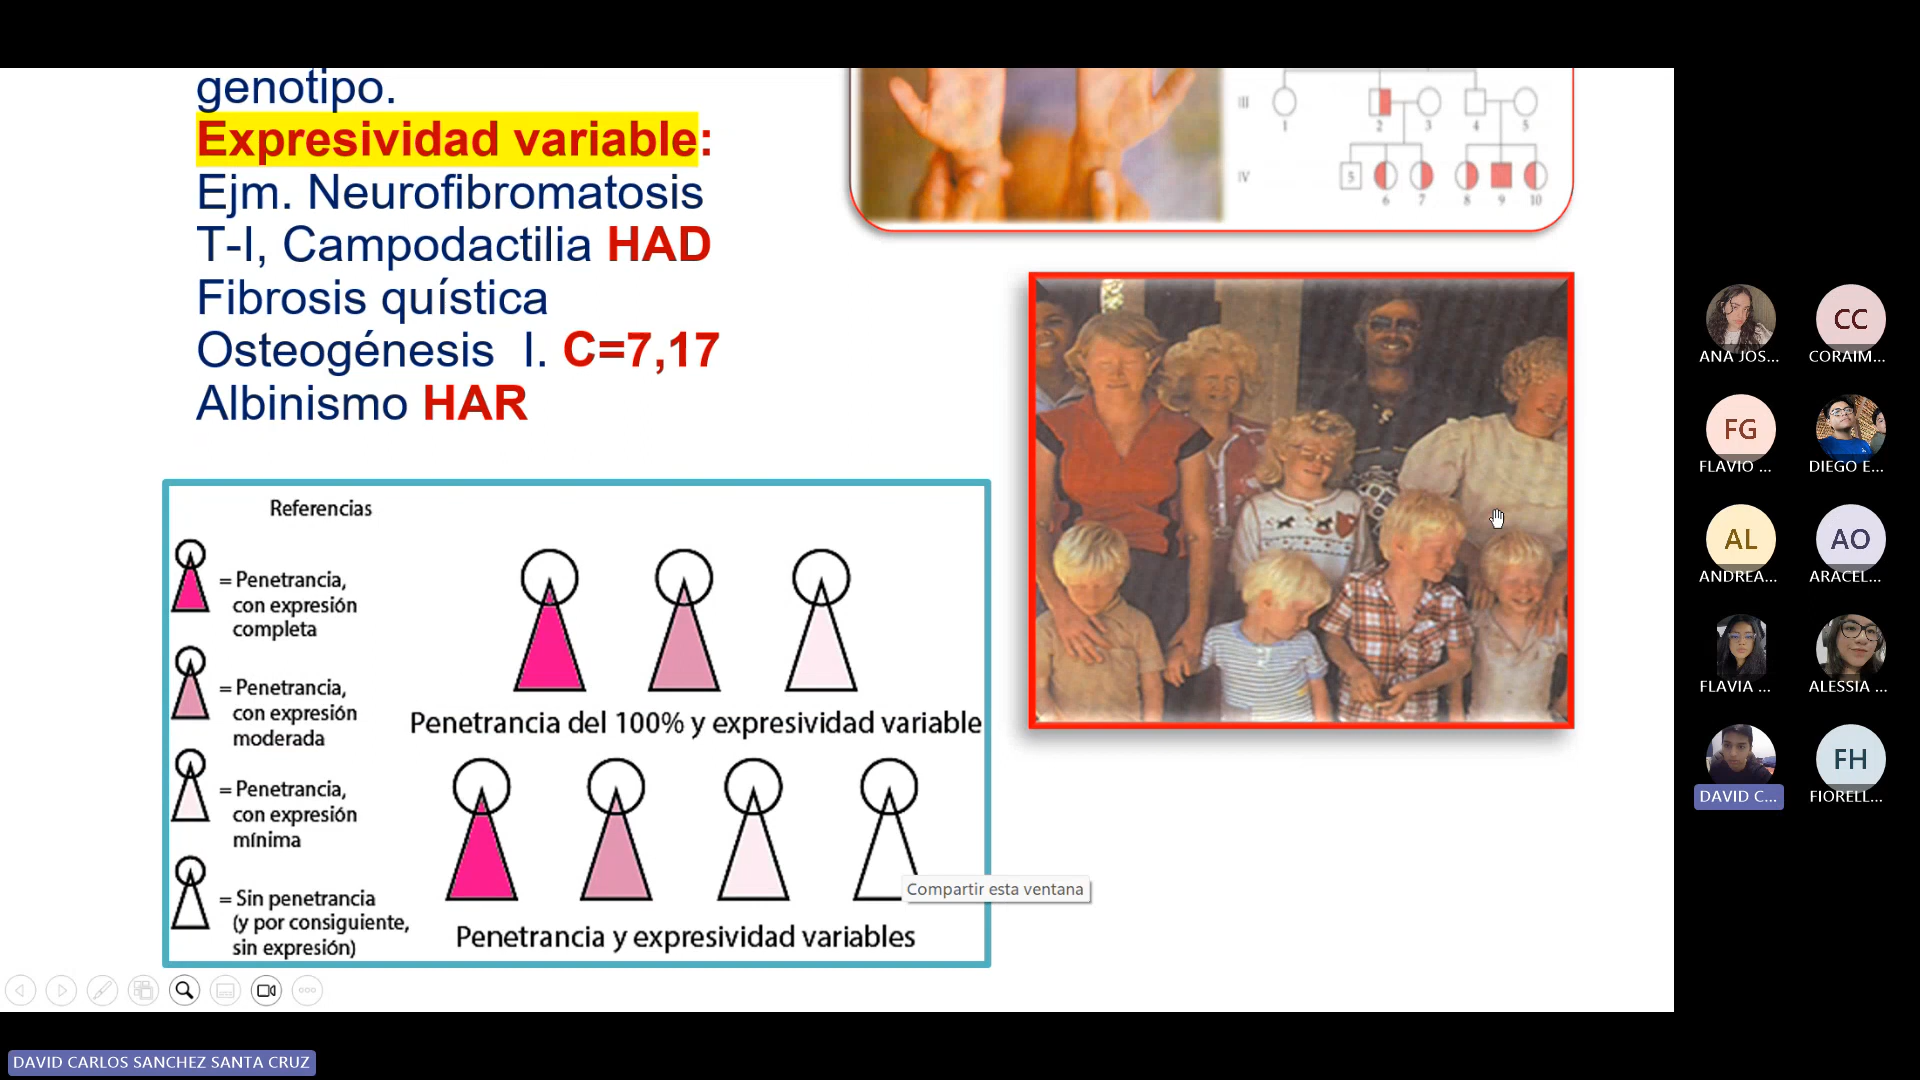 genotipo.
Expresividad variable:
Ejm. Neurofibromatosis
T-I, Campodactilia HAD
Fibrosis quística
Osteogénesis I. C=7,17
Albinismo HAR
III
1
2
3
4
5
IV
5
6
7
8
9
10
Referencias
= Penetrancia,
con expresión
completa
= Penetrancia,
con expresión
moderada
= Penetrancia,
con expresión
mínima
= Sin penetrancia
(y por consiguiente,
sin expresión)
Penetrancia del 100% y expresividad variable
Penetrancia y expresividad variables
Compartir esta ventana
ANA JOS...
CC
CORAIM...
FG
FLAVIO ...
DIEGO E...
AL
ANDREA...
AO
ARACEL...
FLAVIA ...
ALESSIA ...
DAVID C...
FH
FIORELL...
DAVID CARLOS SANCHEZ SANTA CRUZ